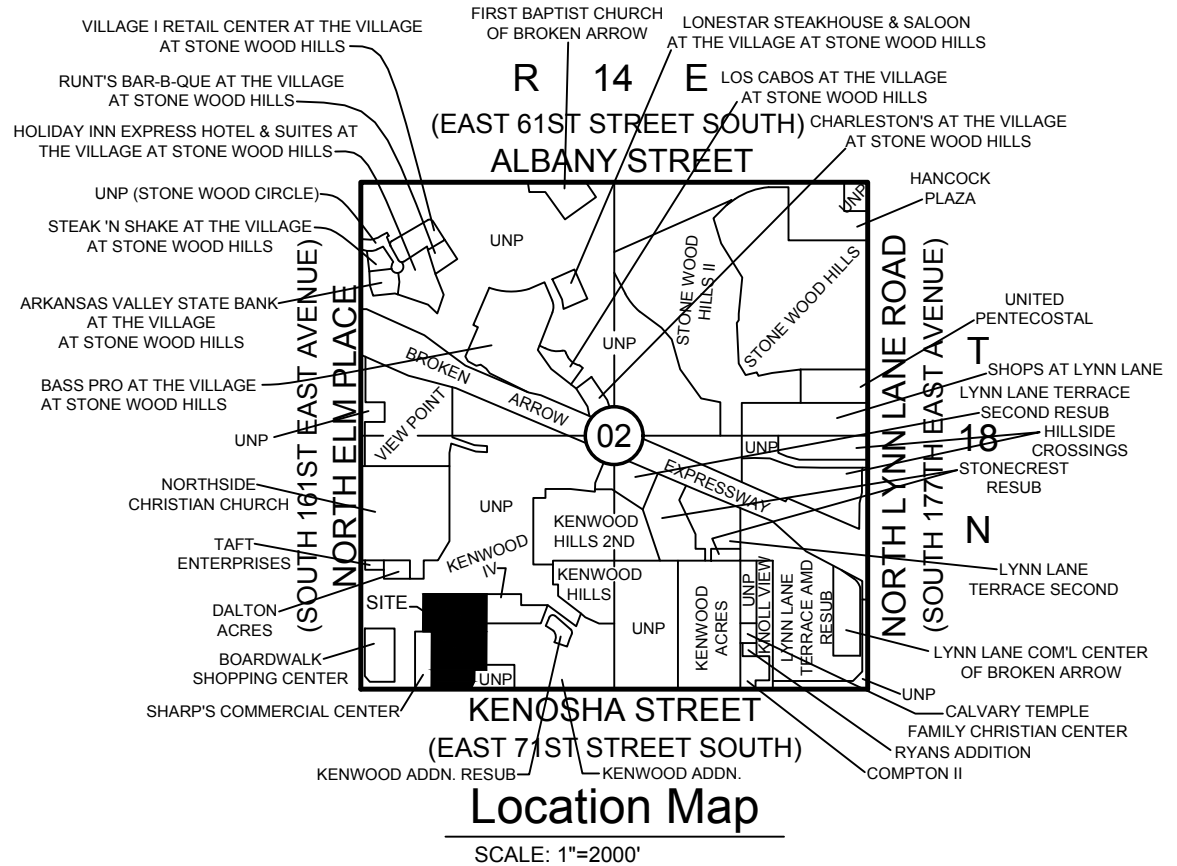 VILLAGE I RETAIL CENTER AT THE VILLAGE
AT STONE WOOD HILLS
FIRST BAPTIST CHURCH
OF BROKEN ARROW
LONESTAR STEAKHOUSE & SALOON
AT THE VILLAGE AT STONE WOOD HILLS
RUNT'S BAR-B-QUE AT THE VILLAGE
AT STONE WOOD HILLS
R 14 E
LOS CABOS AT THE VILLAGE
AT STONE WOOD HILLS
HOLIDAY INN EXPRESS HOTEL & SUITES AT
THE VILLAGE AT STONE WOOD HILLS
(EAST 61ST STREET SOUTH)
ALBANY STREET
CHARLESTON'S AT THE VILLAGE
AT STONE WOOD HILLS
UNP (STONE WOOD CIRCLE)
HANCOCK
PLAZA
STEAK 'N SHAKE AT THE VILLAGE
AT STONE WOOD HILLS
ARKANSAS VALLEY STATE BANK
AT THE VILLAGE
AT STONE WOOD HILLS
BASS PRO AT THE VILLAGE
AT STONE WOOD HILLS
UNP
NORTHSIDE
CHRISTIAN CHURCH
TAFT
ENTERPRISES
DALTON
ACRES
BOARDWALK
SHOPPING CENTER
SHARP'S COMMERCIAL CENTER
(SOUTH 161ST EAST AVENUE)
NORTH ELM PLACE
UNP
UNP
UNP
STONE WOOD
HILLS II
STONE WOOD HILLS
BROKEN
ARROW
EXPRESSWAY
VIEW POINT
02
UNP
UNP
KENWOOD
HILLS 2ND
KENWOOD
IV
KENWOOD
HILLS
SITE
UNP
UNP
KENWOOD
ACRES
UNP
KNOLL VIEW
LYNN LANE
TERRACE AMD
RESUB
NORTH LYNN LANE ROAD
(SOUTH 177TH EAST AVENUE)
UNITED
PENTECOSTAL
T
SHOPS AT LYNN LANE
LYNN LANE TERRACE
SECOND RESUB
18
HILLSIDE
CROSSINGS
STONECREST
RESUB
N
LYNN LANE
TERRACE SECOND
LYNN LANE COM'L CENTER
OF BROKEN ARROW
UNP
CALVARY TEMPLE
FAMILY CHRISTIAN CENTER
RYANS ADDITION
COMPTON II
KENOSHA STREET
(EAST 71ST STREET SOUTH)
KENWOOD ADDN. RESUB
KENWOOD ADDN.
Location Map
SCALE: 1"=2000'